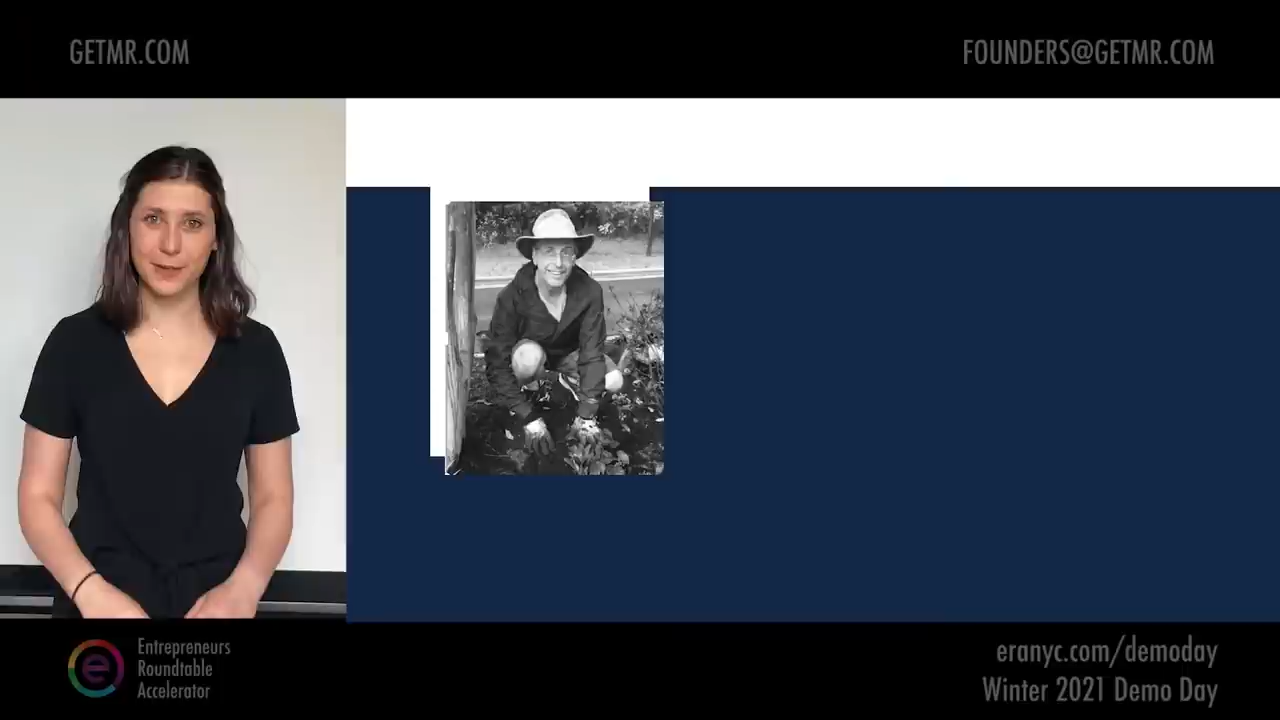 GETMR.COM
FOUNDERS@GETMR.COM
Entrepreneurs
Roundtable
Accelerator
eranyc.com/demoday
Winter 2021 Demo Day